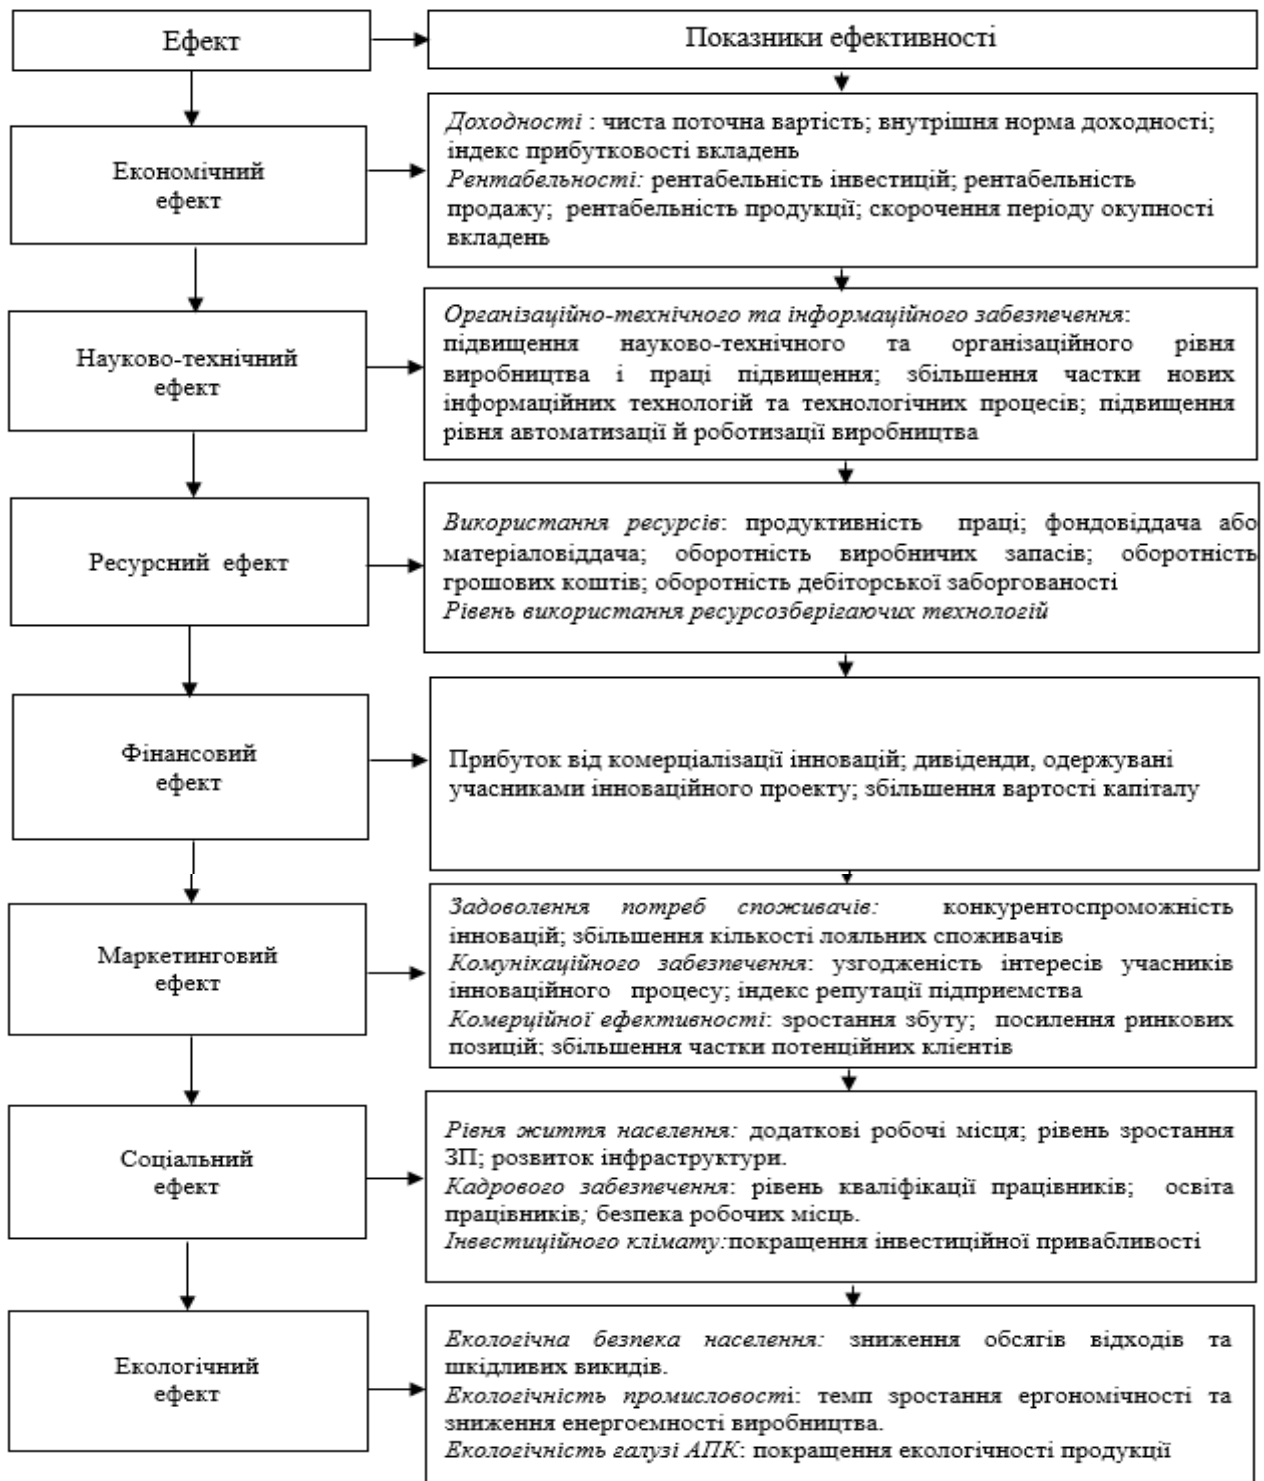 Ефект
Показники ефективності
Економічний
ефект
Доходності : чиста поточна вартість; внутрішня норма доходності;
індекс прибутковості вкладень
Рентабельності: рентабельність інвестицій; рентабельність
продажу; рентабельність продукції; скорочення періоду окупності
вкладень
Науково-технічний
ефект
Організаційно-технічного та інформаційного забезпечення:
підвищення науково-технічного та організаційного рівня
виробництва і праці підвищення; збільшення частки нових
інформаційних технологій та технологічних процесів; підвищення
рівня автоматизації й роботизації виробництва
Ресурсний ефект
Використання ресурсів: продуктивність праці; фондовіддача або
матеріаловіддача; оборотність виробничих запасів; оборотність
грошових коштів; оборотність дебіторської заборгованості
Рівень використання ресурсозберігаючих технологій
Фінансовий
ефект
Прибуток від комерціалізації інновацій; дивіденди, одержувані
учасниками інноваційного проекту; збільшення вартості капіталу
Маркетинговий
ефект
Задоволення потреб споживачів: конкурентоспроможність
інновацій; збільшення кількості лояльних споживачів
Комунікаційного забезпечення: узгодженість інтересів учасників
інноваційного процесу; індекс репутації підприємства
Комерційної ефективності: зростання збуту; посилення ринкових
позицій; збільшення частки потенційних клієнтів
Соціальний
ефект
Рівня життя населення: додаткові робочі місця; рівень зростання
ЗП; розвиток інфраструктури.
Кадрового забезпечення: рівень кваліфікації працівників; освіта
працівників; безпека робочих місць.
Інвестиційного клімату:покращення інвестиційної привабливості
Екологічний
ефект
Екологічна безпека населення: зниження обсягів відходів та
шкідливих викидів.
Екологічність промисловості: темп зростання ергономічності та
зниження енергоємності виробництва.
Екологічність галузі АПК: покращення екологічності продукції